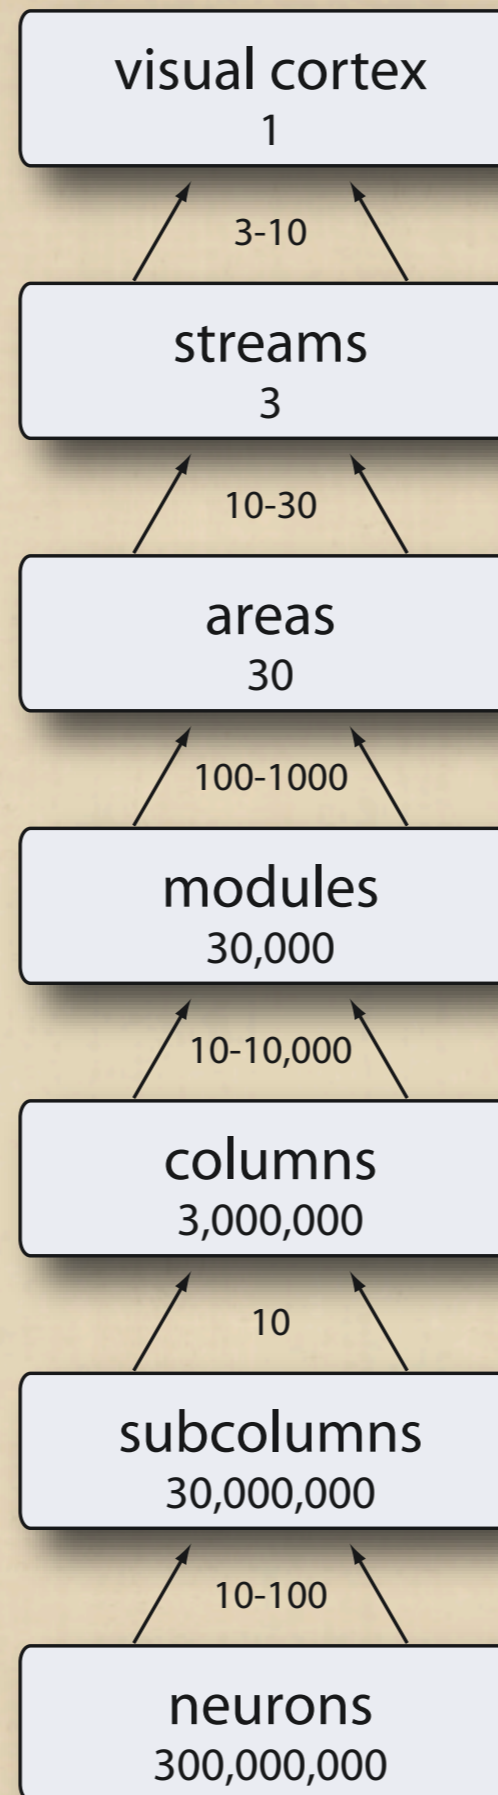 visual cortex
1
3-10
streams
3
10-30
areas
30
100-1000
modules
30,000
10-10,000
columns
3,000,000
10
subcolumns
30,000,000
10-100
neurons
300,000,000